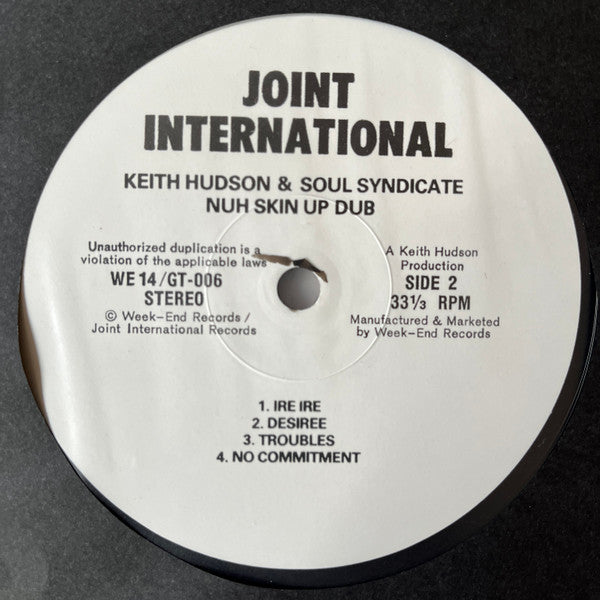 JOINT
INTERNATIONAL
KEITH HUDSON & SOUL SYNDICATE
NUH SKIN UP DUB
Unauthorized duplication is a
violation of the applicable laws
WE 14/GT-006
STEREO
© Week-End Records/
Joint International Records
A Keith Hudson
Production
SIDE 2
33⅓ RPM
Manufactured & Marketed
by Week-End Records
1. IRE IRE
2. DESIREE
3. TROUBLES
4. NO COMMITMENT